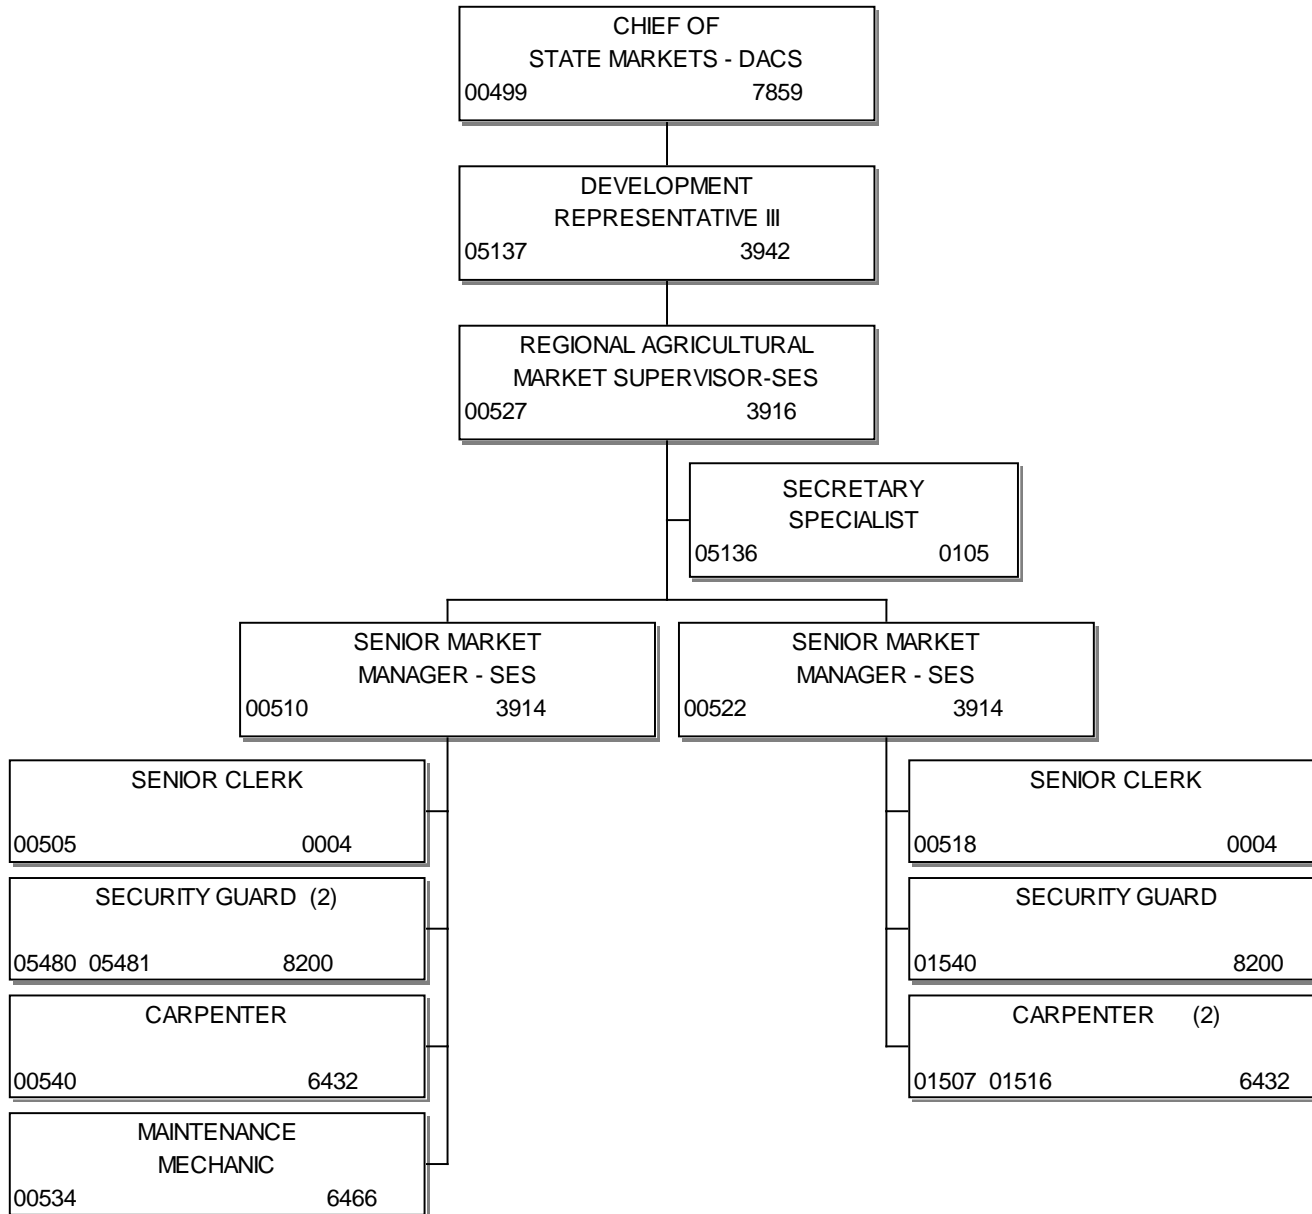 CHIEF OF
STATE MARKETS - DACS
00499 7859
DEVELOPMENT
REPRESENTATIVE III
05137 3942
REGIONAL AGRICULTURAL
MARKET SUPERVISOR-SES
00527 3916
SECRETARY
SPECIALIST
05136 0105
SENIOR MARKET
MANAGER - SES
00510 3914
SENIOR MARKET
MANAGER - SES
00522 3914
SENIOR CLERK
00505 0004
SECURITY GUARD (2)
05480 05481 8200
CARPENTER
00540 6432
MAINTENANCE
MECHANIC
00534 6466
SENIOR CLERK
00518 0004
SECURITY GUARD
01540 8200
CARPENTER (2)
01507 01516 6432